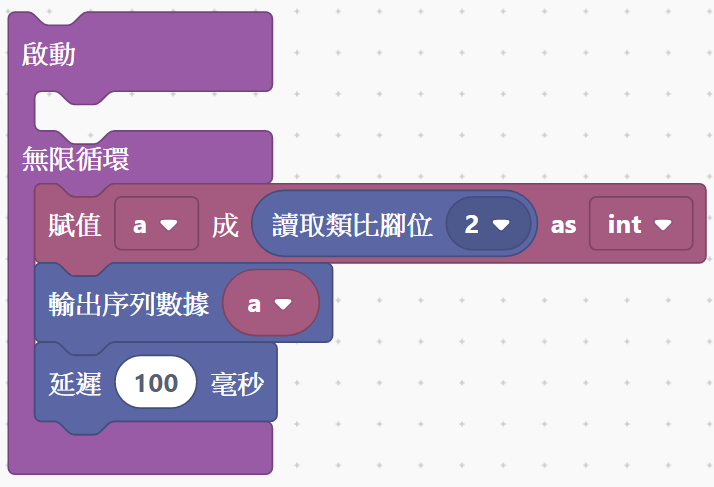 啟動
無限循環
賦值 a 成 讀取類比腳位 2 as int
輸出序列數據 a
延遲 100 毫秒